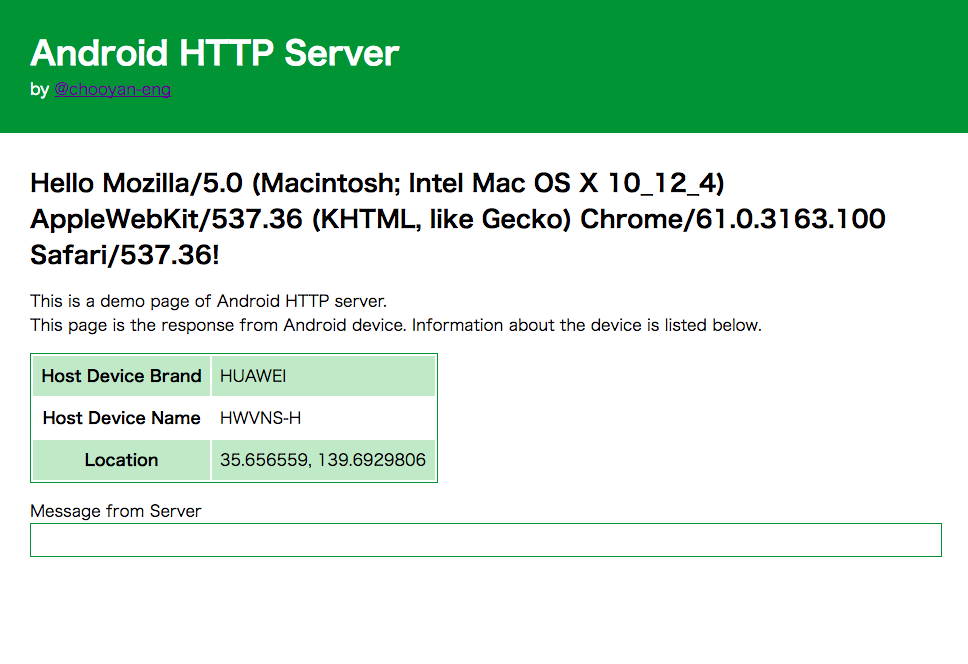 Android HTTP Server
by @chooyan-eng
Hello Mozilla/5.0 (Macintosh; Intel Mac OS X 10_12_4)
AppleWebKit/537.36 (KHTML, like Gecko) Chrome/61.0.3163.100
Safari/537.36!
This is a demo page of Android HTTP server.
This page is the response from Android device. Information about the device is listed below.
Host Device Brand HUAWEI
Host Device Name HWVNS-H
Location 35.656559, 139.6929806
Message from Server